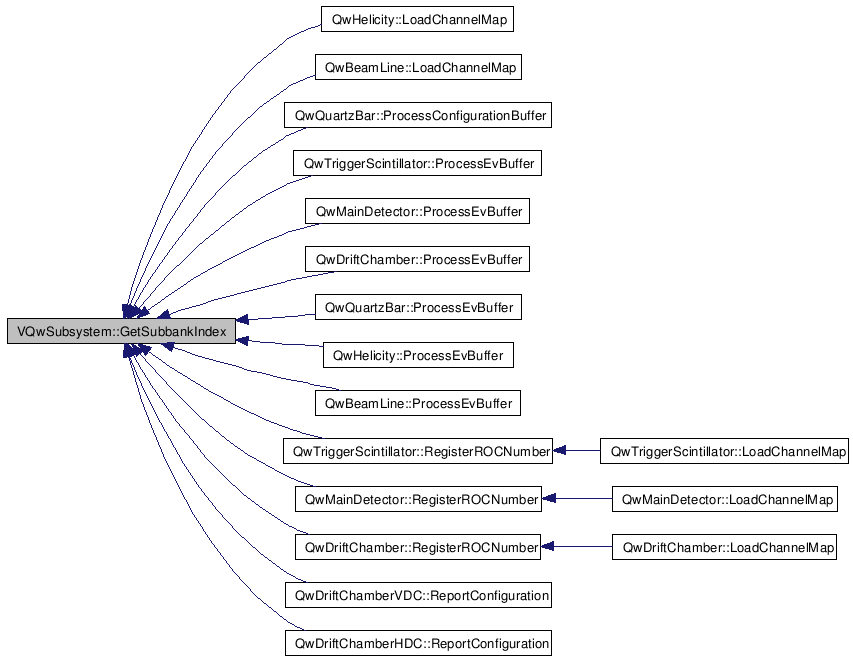 QwHelicity::LoadChannelMap
QwBeamLine::LoadChannelMap
QwQuartzBar::ProcessConfigurationBuffer
QwTriggerScintillator::ProcessEvBuffer
QwMainDetector::ProcessEvBuffer
QwDriftChamber::ProcessEvBuffer
QwQuartzBar::ProcessEvBuffer
VQwSubsystem::GetSubbankIndex
QwHelicity::ProcessEvBuffer
QwBeamLine::ProcessEvBuffer
QwTriggerScintillator::RegisterROCNumber
QwTriggerScintillator::LoadChannelMap
QwMainDetector::RegisterROCNumber
QwMainDetector::LoadChannelMap
QwDriftChamber::RegisterROCNumber
QwDriftChamber::LoadChannelMap
QwDriftChamberVDC::ReportConfiguration
QwDriftChamberHDC::ReportConfiguration